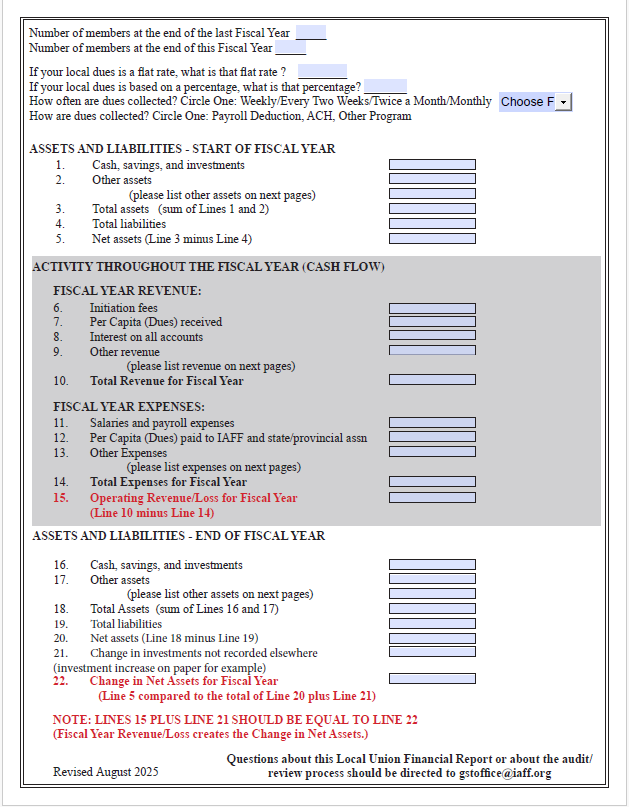 Number of members at the end of the last Fiscal Year
Number of members at the end of this Fiscal Year
If your local dues is a flat rate, what is that flat rate ?
If your local dues is based on a percentage, what is that percentage?
How often are dues collected? Circle One: Weekly/Every Two Weeks/Twice a Month/Monthly Choose F
How are dues collected? Circle One: Payroll Deduction, ACH, Other Program
ASSETS AND LIABILITIES - START OF FISCAL YEAR
1. Cash, savings, and investments
2. Other assets
(please list other assets on next pages)
3. Total assets (sum of Lines 1 and 2)
4. Total liabilities
5. Net assets (Line 3 minus Line 4)
ACTIVITY THROUGHOUT THE FISCAL YEAR (CASH FLOW)
FISCAL YEAR REVENUE:
6. Initiation fees
7. Per Capita (Dues) received
8. Interest on all accounts
9. Other revenue
(please list revenue on next pages)
10. Total Revenue for Fiscal Year
FISCAL YEAR EXPENSES:
11. Salaries and payroll expenses
12. Per Capita (Dues) paid to IAFF and state/provincial assn
13. Other Expenses
(please list expenses on next pages)
14. Total Expenses for Fiscal Year
15. Operating Revenue/Loss for Fiscal Year
(Line 10 minus Line 14)
ASSETS AND LIABILITIES - END OF FISCAL YEAR
16. Cash, savings, and investments
17. Other assets
(please list other assets on next pages)
18. Total Assets (sum of Lines 16 and 17)
19. Total liabilities
20. Net assets (Line 18 minus Line 19)
21. Change in investments not recorded elsewhere
(investment increase on paper for example)
22. Change in Net Assets for Fiscal Year
(Line 5 compared to the total of Line 20 plus Line 21)
NOTE: LINES 15 PLUS LINE 21 SHOULD BE EQUAL TO LINE 22
(Fiscal Year Revenue/Loss creates the Change in Net Assets.)
Questions about this Local Union Financial Report or about the audit/
Revised August 2025 review process should be directed to gstoffice@iaff.org